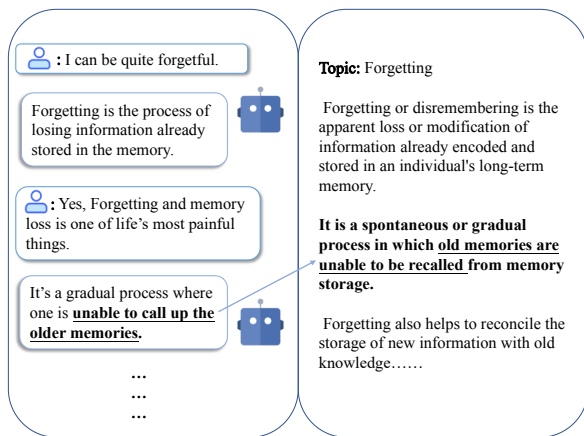 : I can be quite forgetful.
Forgetting is the process of
losing information already
stored in the memory.
: Yes, Forgetting and memory
loss is one of life's most painful
things.
It's a gradual process where
one is unable to call up the
older memories.
...
...
...
Topic: Forgetting
Forgetting or disremembering is the
apparent loss or modification of
information already encoded and
stored in an individual's long-term
memory.
It is a spontaneous or gradual
process in which old memories are
unable to be recalled from memory
storage.
Forgetting also helps to reconcile the
storage of new information with old
knowledge……